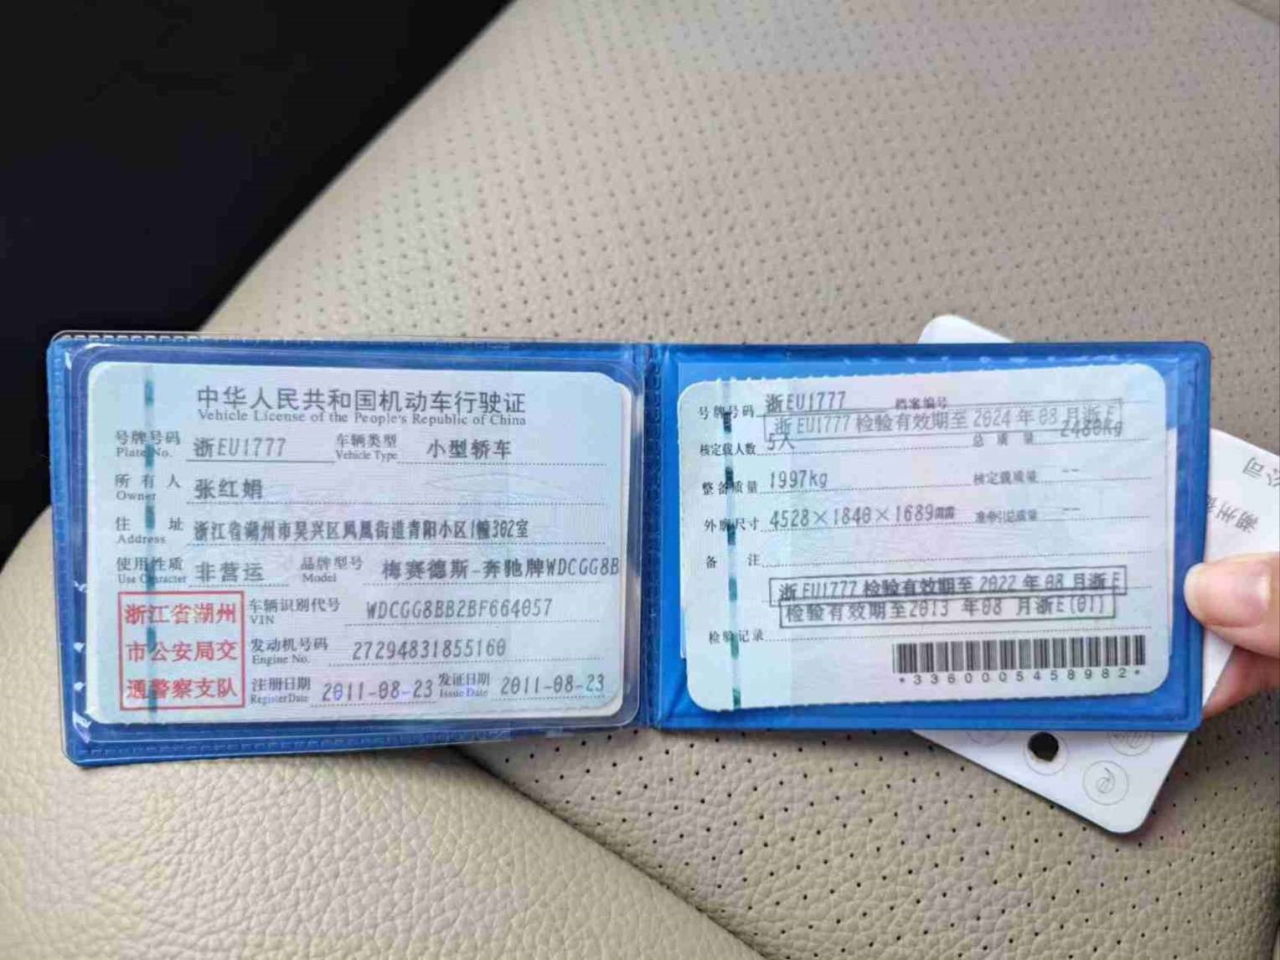 中华人民共和国机动车行驶证
Vehicle License of the People's Republic of China
号牌号码 Plate No. 浙EU1777 车辆类型 Vehicle Type 小型轿车
所有人 Owner 张红娟
住址 Address 浙江省湖州市吴兴区凤凰街道青阳小区1幢302室
使用性质 Use Character 非营运 品牌型号 Model 梅赛德斯-奔驰牌WDCGG8B
浙江省湖州
市公安局交
通警察支队
车辆识别代号 VIN WDCGG8BB2BF664057
发动机号码 Engine No. 27294831855160
注册日期 Register Date 2011-08-23 发证日期 Issue Date 2011-08-23
号牌号码 浙EU1777 档案编号
浙EU1777检验有效期至2024年08月浙E
核定载人数 5人 总质量 2480kg
整备质量 1997kg 核定载质量 --
外廓尺寸 4528×1840×1689 准牵引总质量 --
备注
浙EU1777检验有效期至2022年08月浙E
检验有效期至2013年08月浙E(01)
检验记录
*3360005458982*